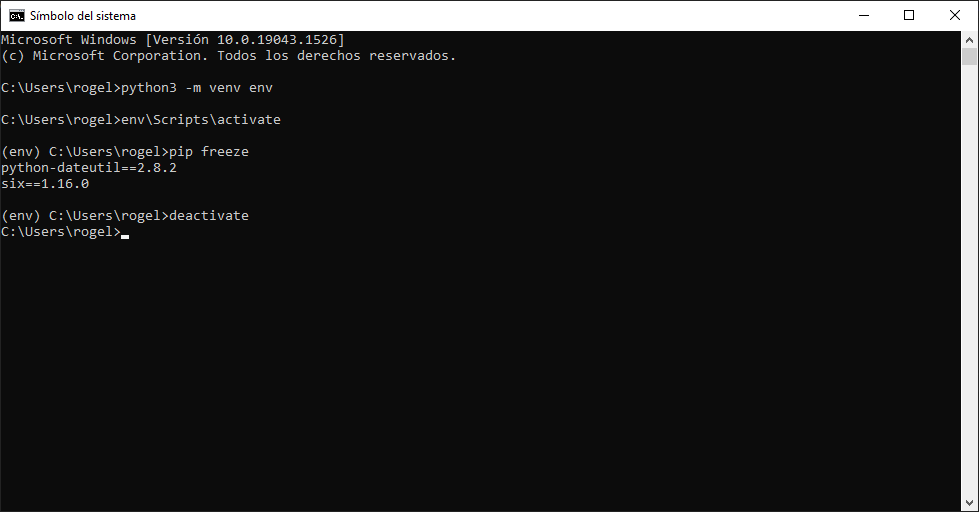 Símbolo del sistema
Microsoft Windows [Versión 10.0.19043.1526]
(c) Microsoft Corporation. Todos los derechos reservados.
C:\Users\rogel>python3 -m venv env
C:\Users\rogel>env\Scripts\activate
(env) C:\Users\rogel>pip freeze
python-dateutil==2.8.2
six==1.16.0
(env) C:\Users\rogel>deactivate
C:\Users\rogel>